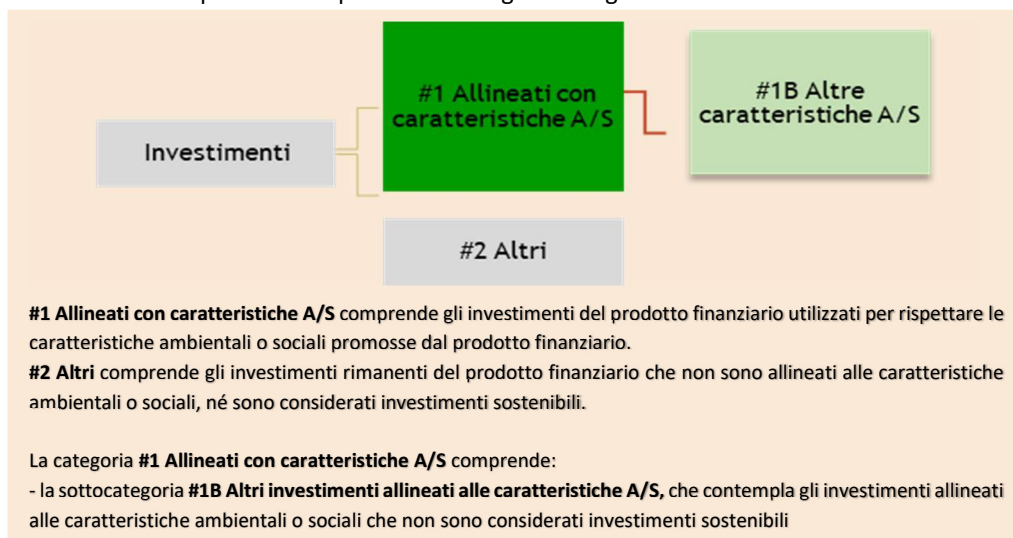 #1 Allineati con
caratteristiche A/S
#1B Altre
caratteristiche A/S
Investimenti
#2 Altri
#1 Allineati con caratteristiche A/S comprende gli investimenti del prodotto finanziario utilizzati per rispettare le
caratteristiche ambientali o sociali promosse dal prodotto finanziario.
#2 Altri comprende gli investimenti rimanenti del prodotto finanziario che non sono allineati alle caratteristiche
ambientali o sociali, né sono considerati investimenti sostenibili.
La categoria #1 Allineati con caratteristiche A/S comprende:
- la sottocategoria #1B Altri investimenti allineati alle caratteristiche A/S, che contempla gli investimenti allineati
alle caratteristiche ambientali o sociali che non sono considerati investimenti sostenibili